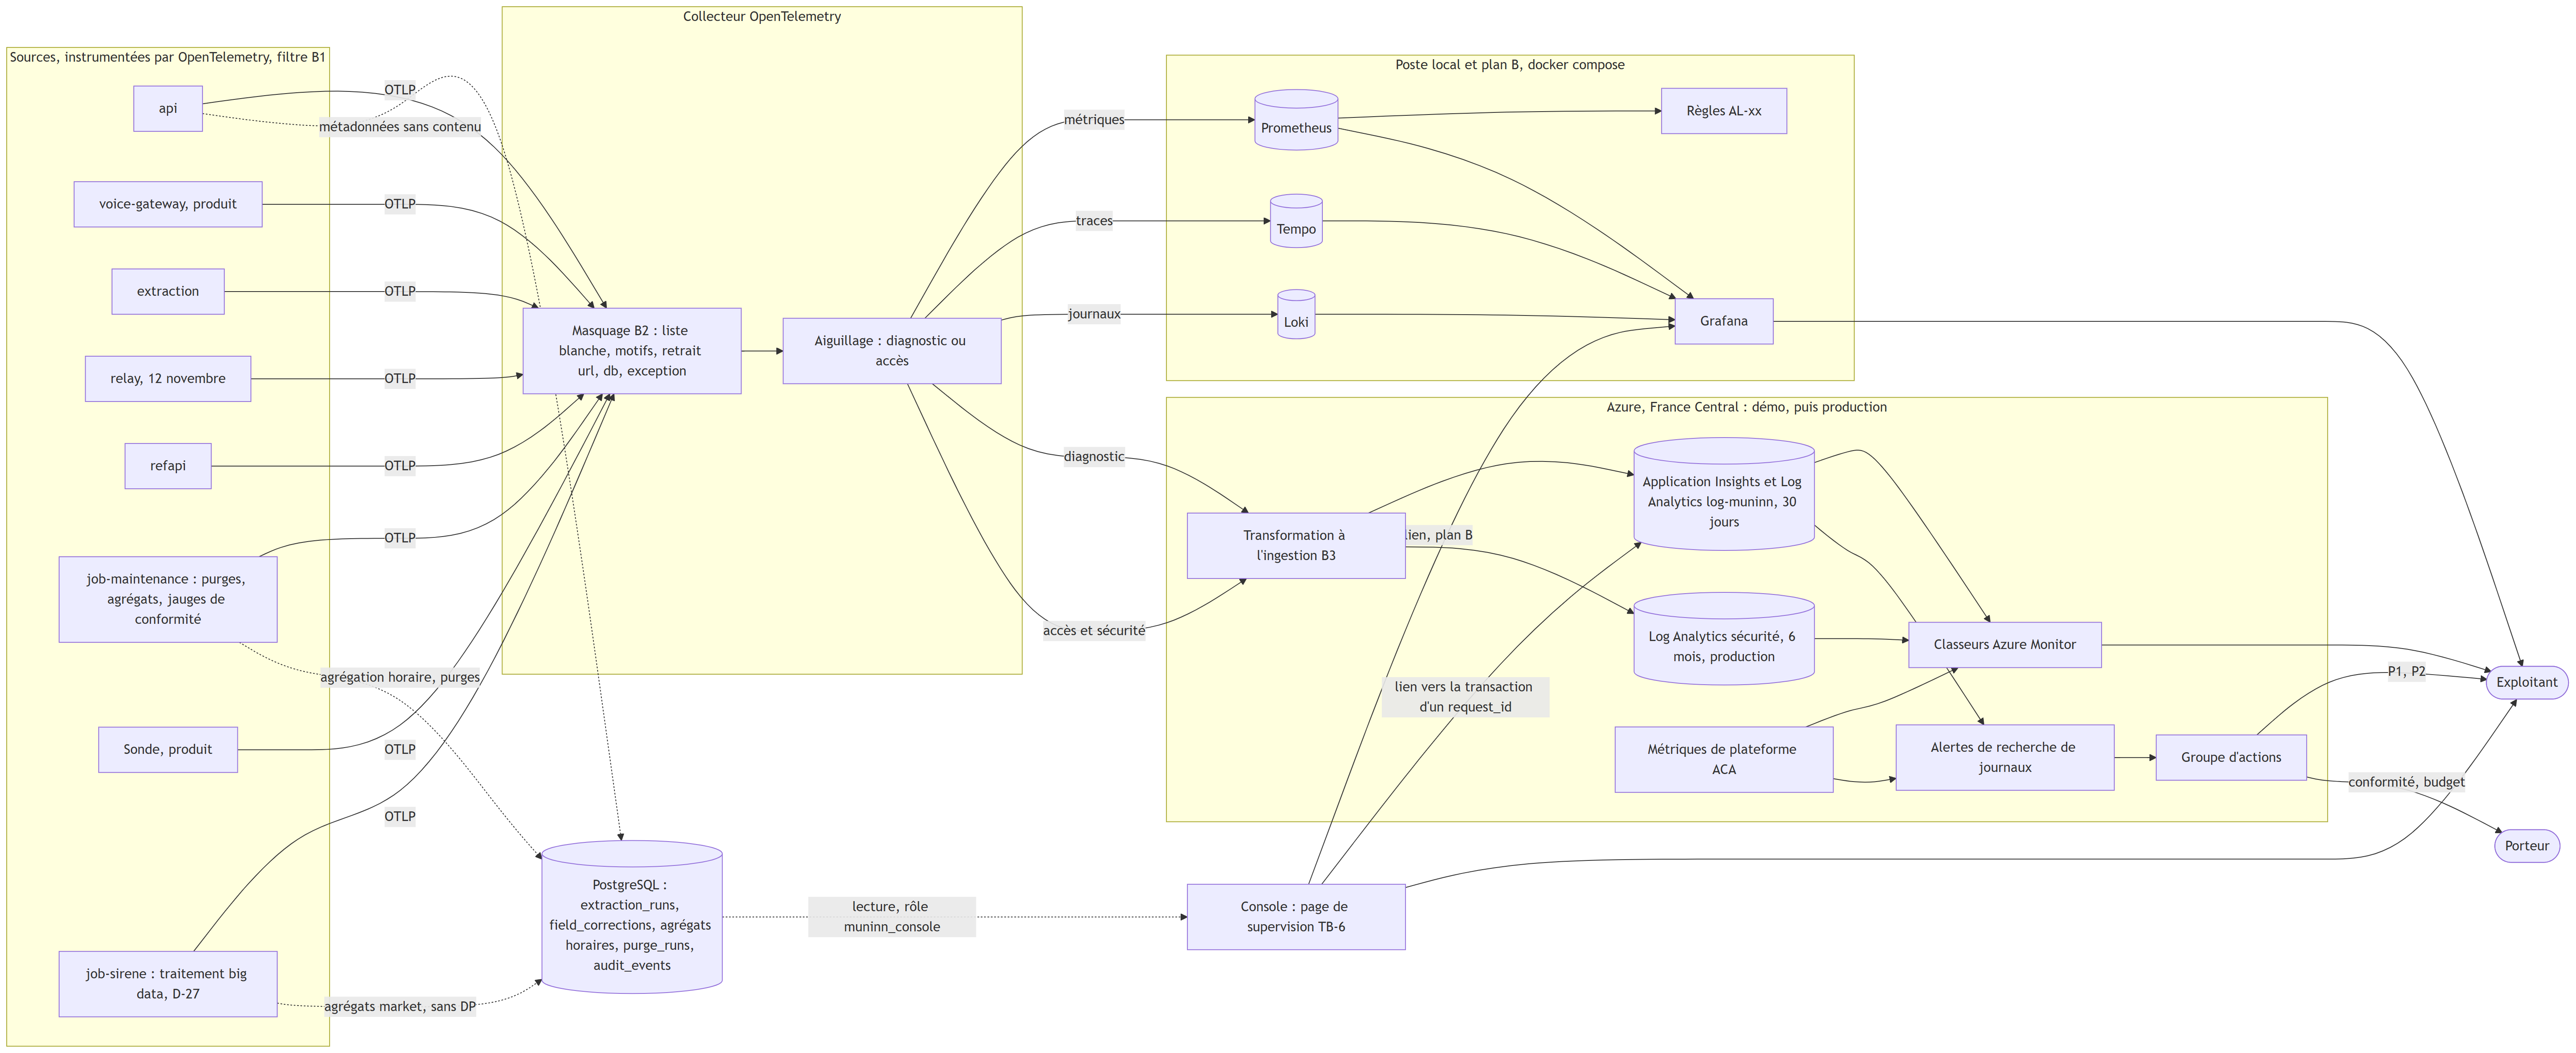 Sources, instrumentées par OpenTelemetry, filtre B1
api
voice-gateway, produit
extraction
relay, 12 novembre
refapi
job-maintenance : purges,
agrégats, jauges de
conformité
Sonde, produit
job-sirene : traitement big
data, D-27
OTLP
métadonnées sans contenu
OTLP
OTLP
OTLP
OTLP
OTLP
agrégation horaire, purges
OTLP
OTLP
agrégats market, sans DP
Collecteur OpenTelemetry
Masquage B2 : liste
blanche, motifs, retrait
url, db, exception
Aiguillage : diagnostic ou
accès
PostgreSQL :
extraction_runs,
field_corrections, agrégats
horaires, purge_runs,
audit_events
lecture, rôle
muninn_console
métriques
traces
journaux
diagnostic
accès et sécurité
Poste local et plan B, docker compose
Prometheus
Tempo
Loki
Règles AL-xx
Grafana
Azure, France Central : démo, puis production
Transformation à
l'ingestion B3
lien, plan B
lien vers la transaction
d'un request_id
Application Insights et Log
Analytics log-muninn, 30
jours
Log Analytics sécurité, 6
mois, production
Métriques de plateforme
ACA
Classeurs Azure Monitor
Alertes de recherche de
journaux
Groupe d'actions
Console : page de
supervision TB-6
P1, P2
conformité, budget
Exploitant
Porteur